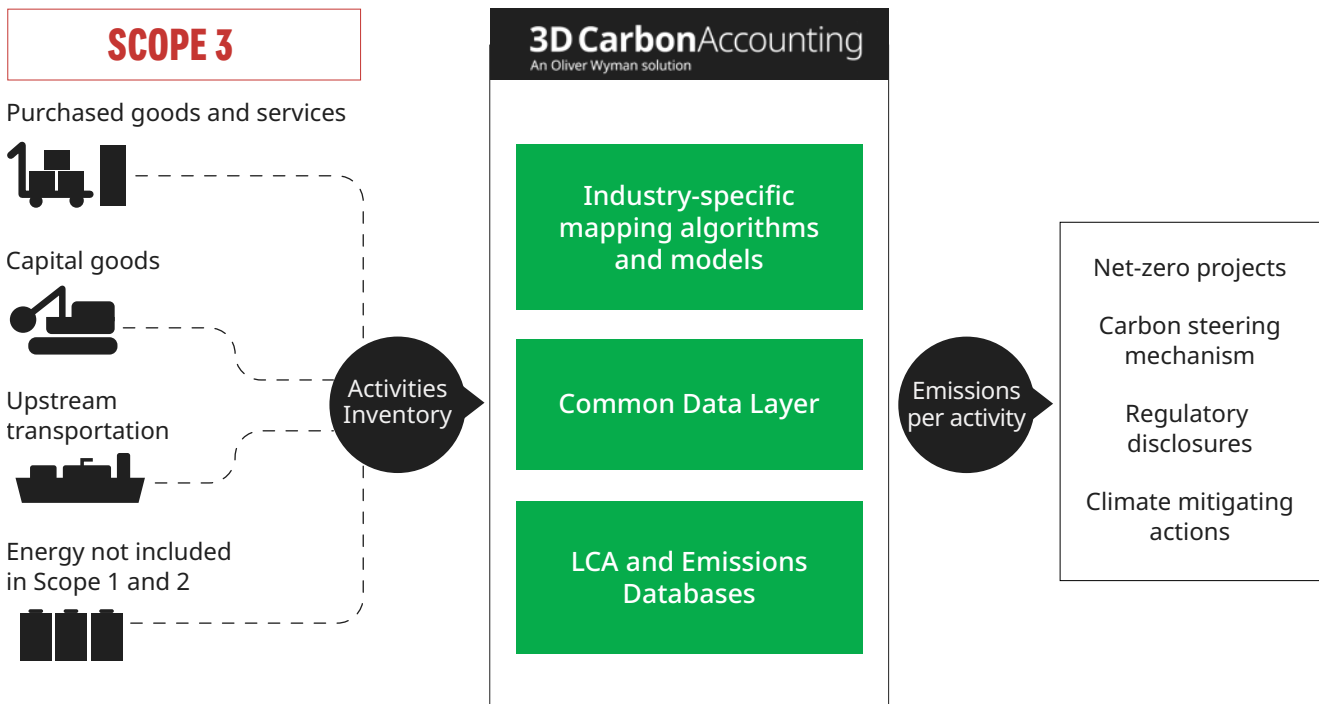 SCOPE 3
Purchased goods and services
Capital goods
Upstream
transportation
Energy not included
in Scope 1 and 2
Activities
Inventory
3D CarbonAccounting
An Oliver Wyman solution
Industry-specific
mapping algorithms
and models
Common Data Layer
LCA and Emissions
Databases
Emissions
per activity
Net-zero projects
Carbon steering
mechanism
Regulatory
disclosures
Climate mitigating
actions